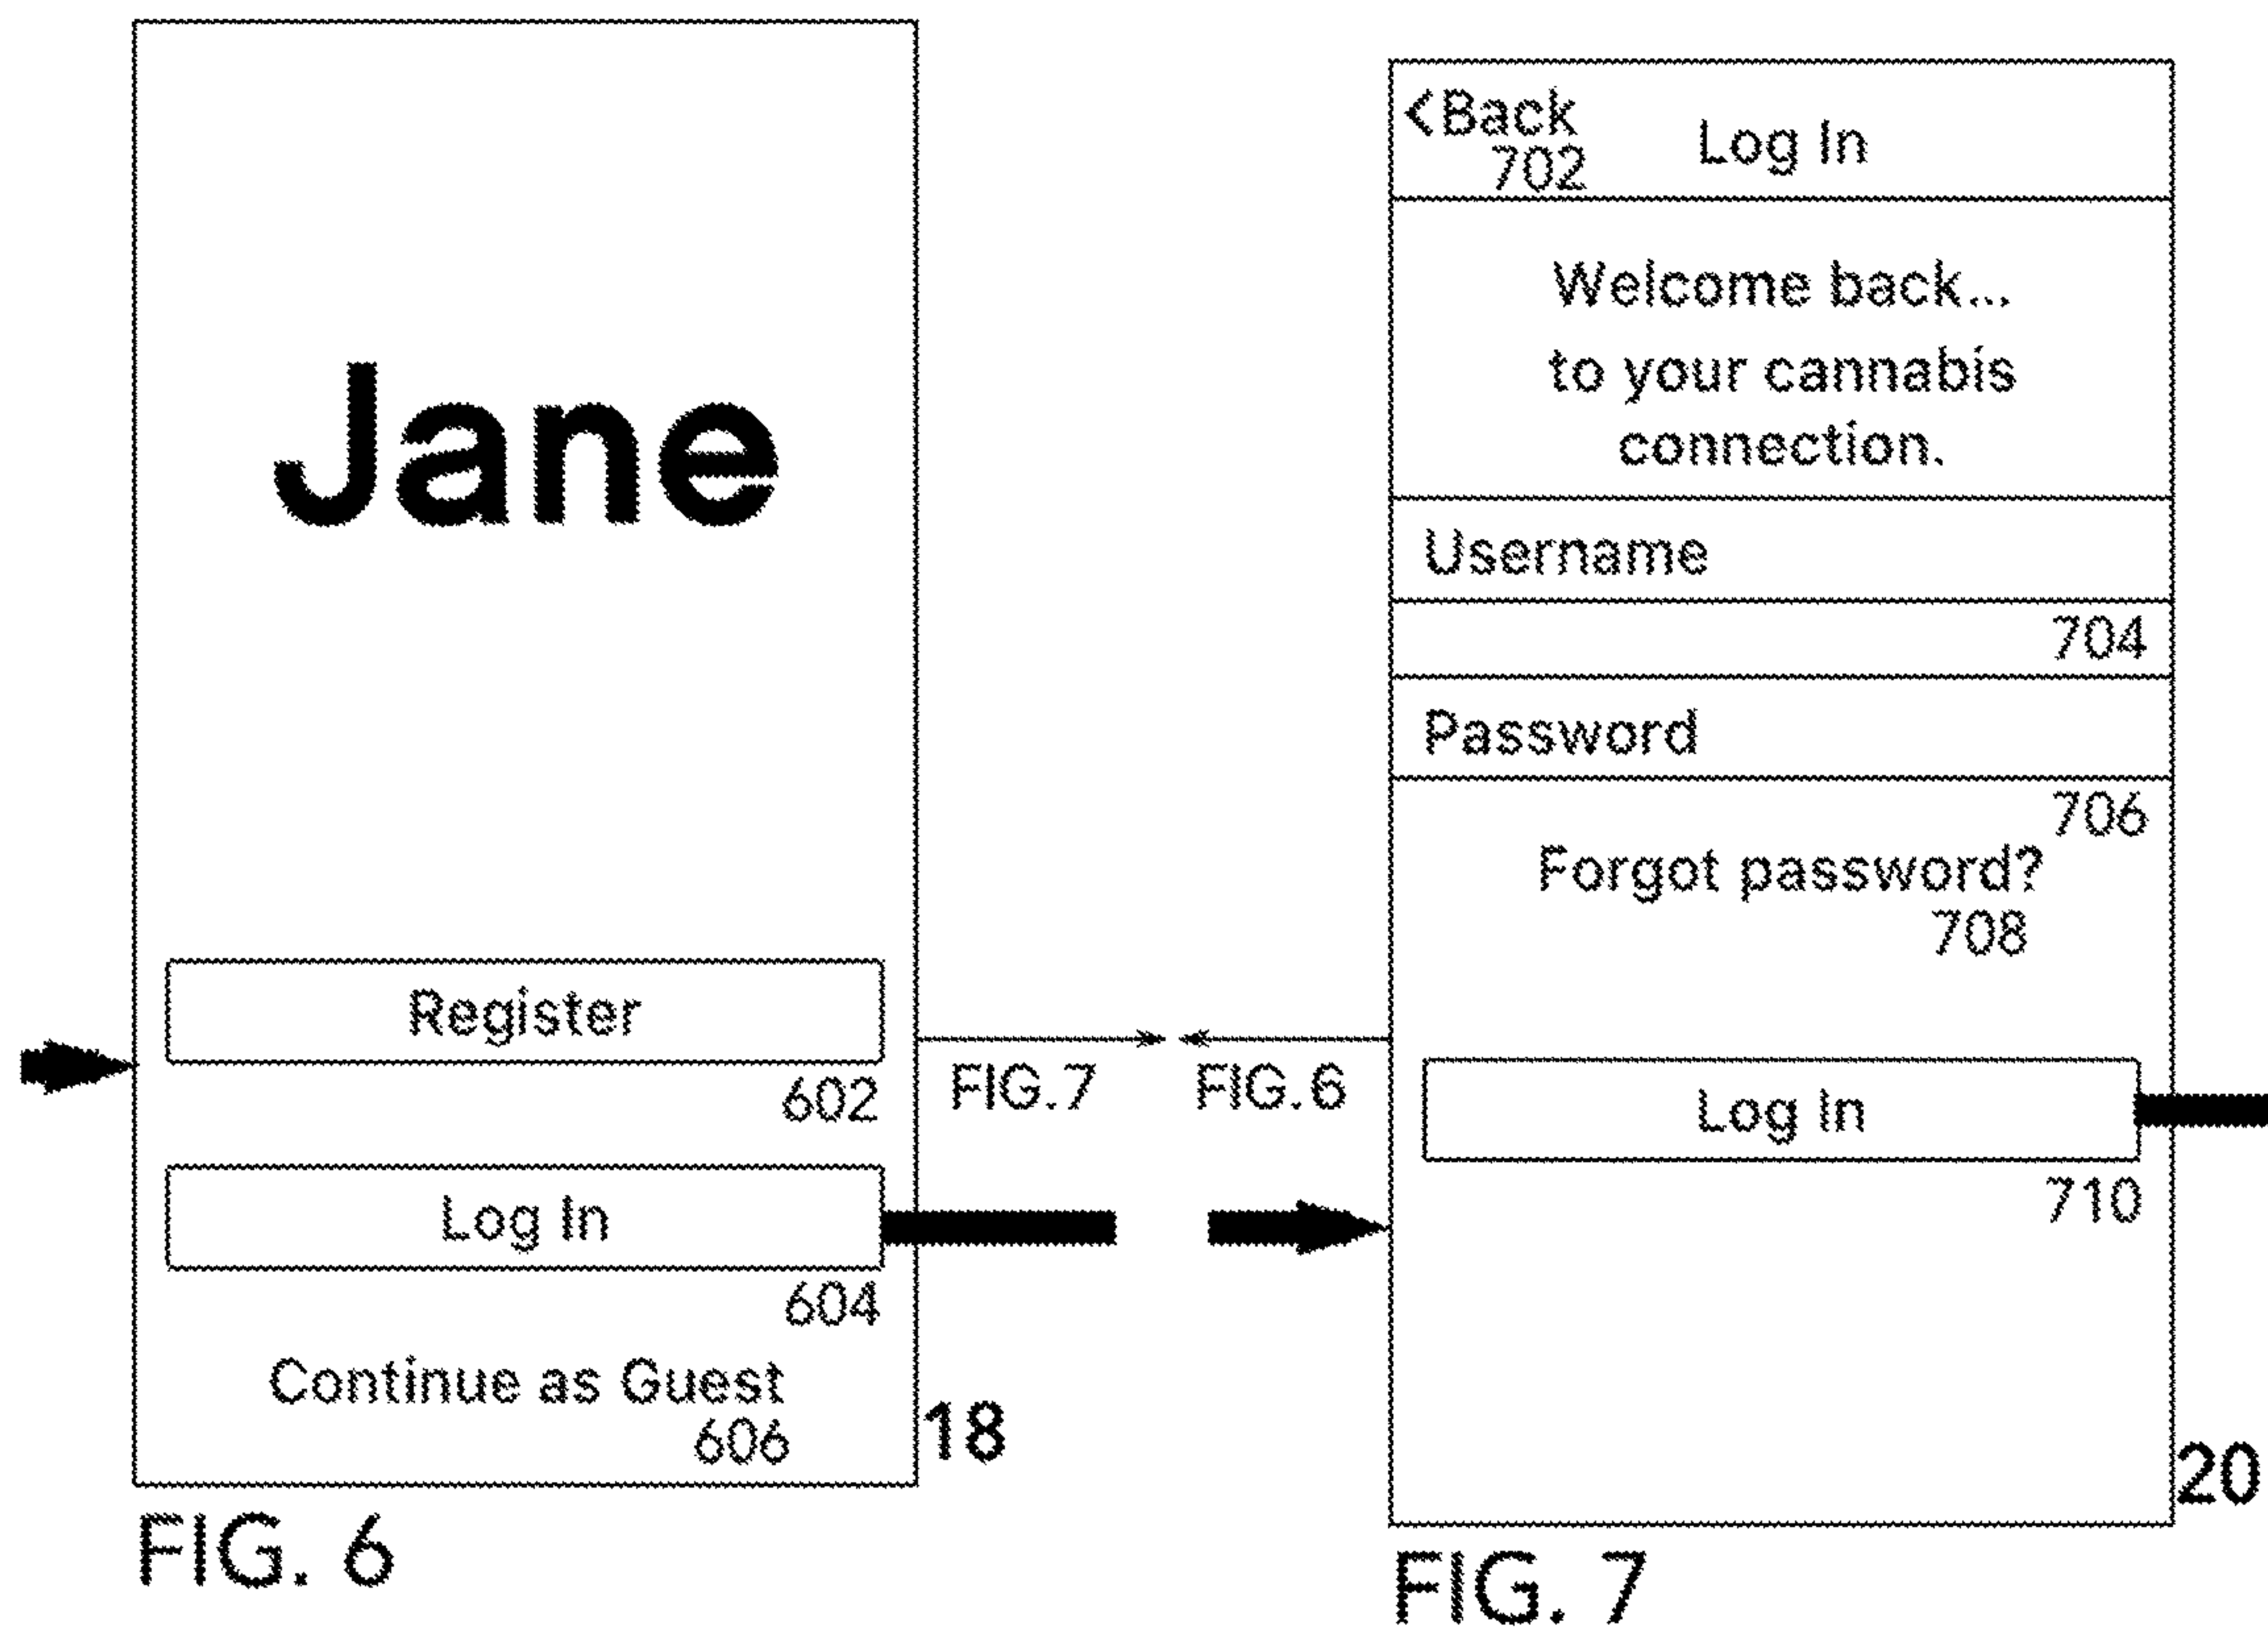 Jane
Register
602
Log In
604
Continue as Guest
606
18
FIG. 6
FIG.7
FIG.6
<Back
702
Log In
Welcome back...
to your cannabis
connection.
Username
704
Password
706
Forgot password?
708
Log In
710
20
FIG. 7